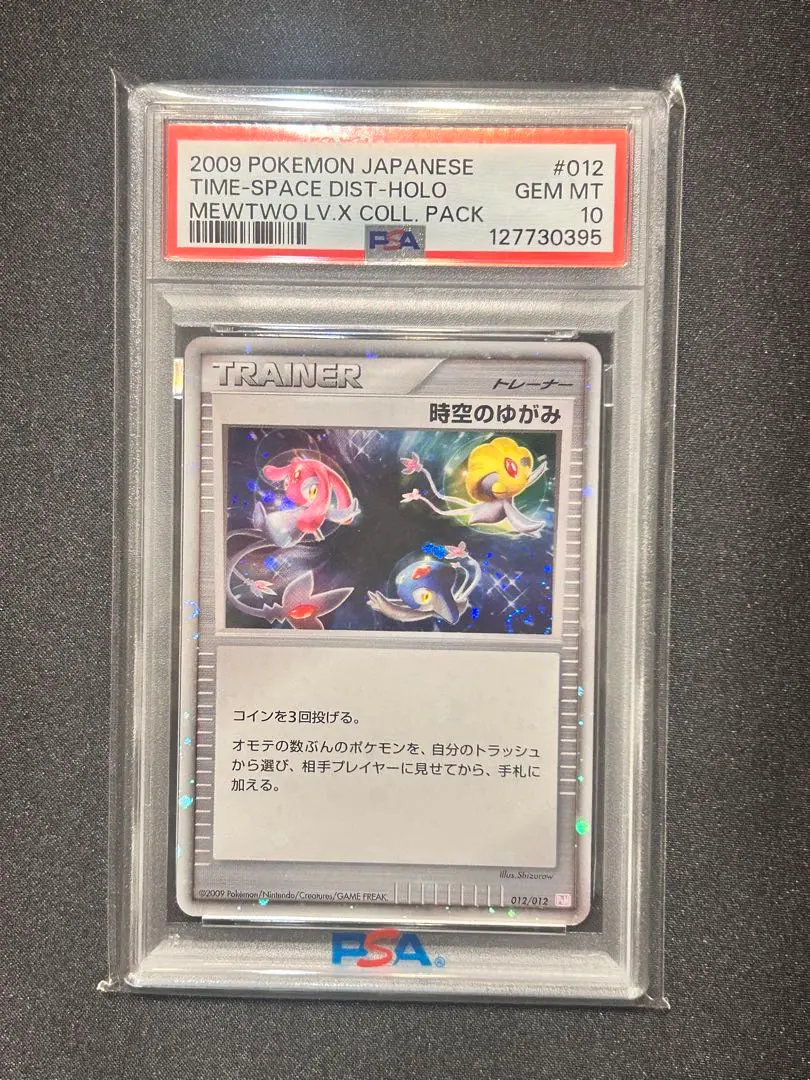 2009 POKEMON JAPANESE #012
TIME-SPACE DIST-HOLO GEM MT
MEWTWO LV.X COLL. PACK 10
PSA 127730395
TRAINER トレーナー
時空のゆがみ
コインを3回投げる。
オモテの数ぶんのポケモンを、自分のトラッシュ
から選び、相手プレイヤーに見せてから、手札に
加える。
Illus. Shizurow
©2009 Pokémon/Nintendo/Creatures/GAME FREAK. 012/012
PSA®